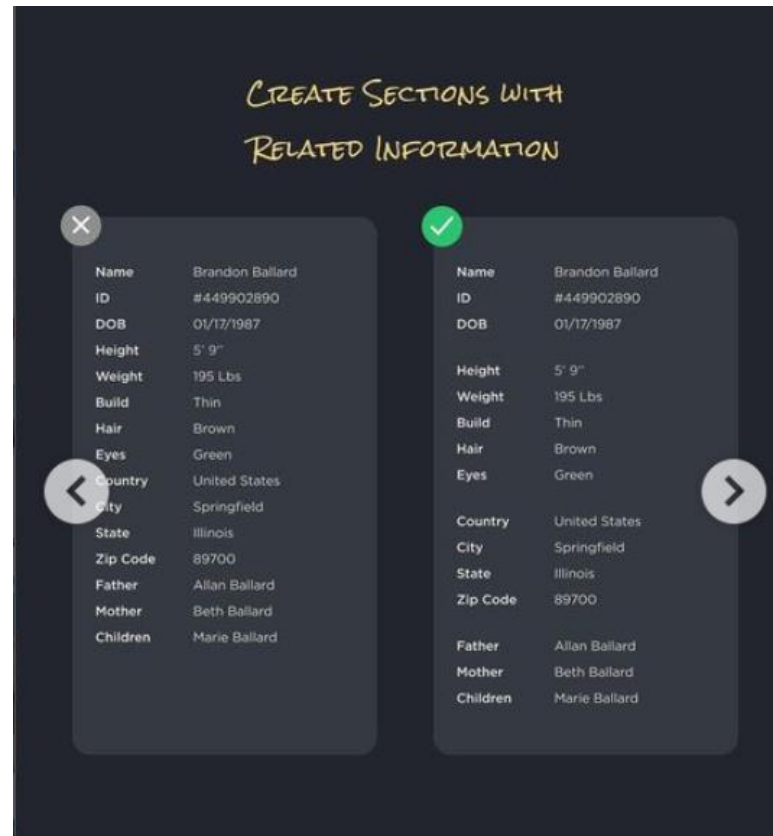 Create Sections with
Related Information
Name Brandon Ballard
ID #449902890
DOB 01/17/1987
Height 5' 9"
Weight 195 Lbs
Build Thin
Hair Brown
Eyes Green
Country United States
City Springfield
State Illinois
Zip Code 89700
Father Allan Ballard
Mother Beth Ballard
Children Marie Ballard
Name Brandon Ballard
ID #449902890
DOB 01/17/1987
Height 5' 9"
Weight 195 Lbs
Build Thin
Hair Brown
Eyes Green
Country United States
City Springfield
State Illinois
Zip Code 89700
Father Allan Ballard
Mother Beth Ballard
Children Marie Ballard